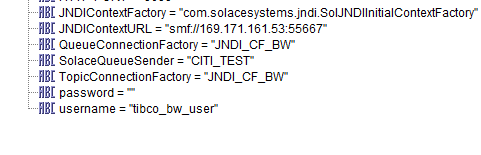 JNDIContextFactory = "com.solacesystems.jndi.SolJNDIInitialContextFactory"
JNDIContextURL = "smf://169.171.161.53:55667"
QueueConnectionFactory = "JNDI_CF_BW"
SolaceQueueSender = "CITI_TEST"
TopicConnectionFactory = "JNDI_CF_BW"
password = ""
username = "tibco_bw_user"